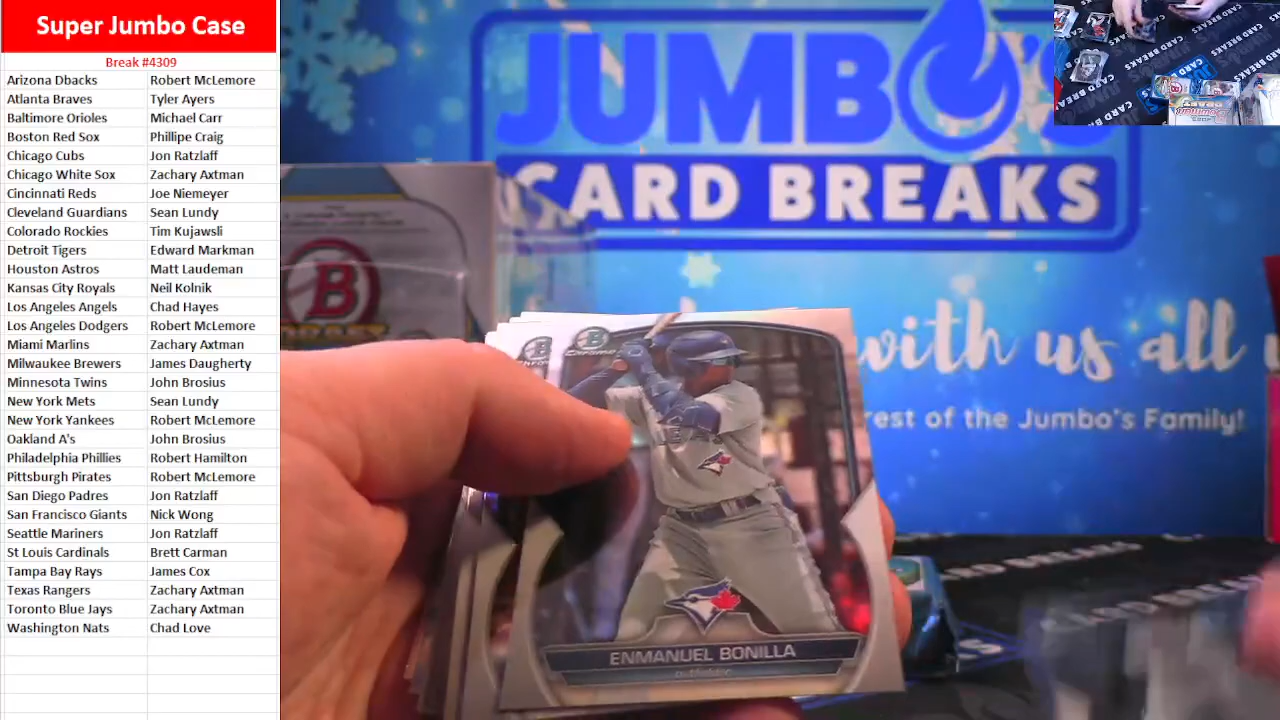 Super Jumbo Case
Break #4309
Arizona Dbacks Robert McLemore
Atlanta Braves Tyler Ayers
Baltimore Orioles Michael Carr
Boston Red Sox Phillipe Craig
Chicago Cubs Jon Ratzlaff
Chicago White Sox Zachary Axtman
Cincinnati Reds Joe Niemeyer
Cleveland Guardians Sean Lundy
Colorado Rockies Tim Kujawsli
Detroit Tigers Edward Markman
Houston Astros Matt Laudeman
Kansas City Royals Neil Kolnik
Los Angeles Angels Chad Hayes
Los Angeles Dodgers Robert McLemore
Miami Marlins Zachary Axtman
Milwaukee Brewers James Daugherty
Minnesota Twins John Brosius
New York Mets Sean Lundy
New York Yankees Robert McLemore
Oakland A's John Brosius
Philadelphia Phillies Robert Hamilton
Pittsburgh Pirates Robert McLemore
San Diego Padres Jon Ratzlaff
San Francisco Giants Nick Wong
Seattle Mariners Jon Ratzlaff
St Louis Cardinals Brett Carman
Tampa Bay Rays James Cox
Texas Rangers Zachary Axtman
Toronto Blue Jays Zachary Axtman
Washington Nats Chad Love
JUMBO'S
CARD BREAKS
with us all
rest of the Jumbo's Family!
B
DRAFT
Chrome
ENMANUEL BONILLA
CARD BREAKS
CARD BREAKS